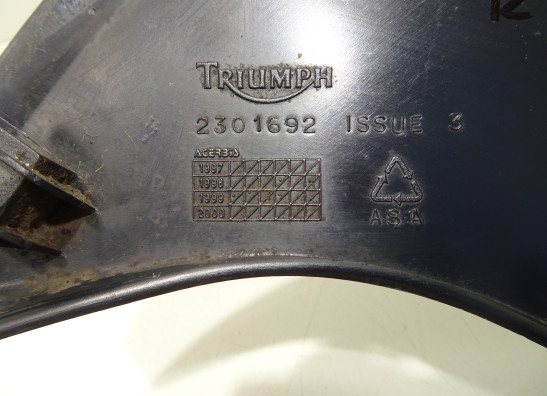 TRIUMPH
2301692 ISSUE 3
ACERBIS
1997
1998
1999
2000
ASA
R